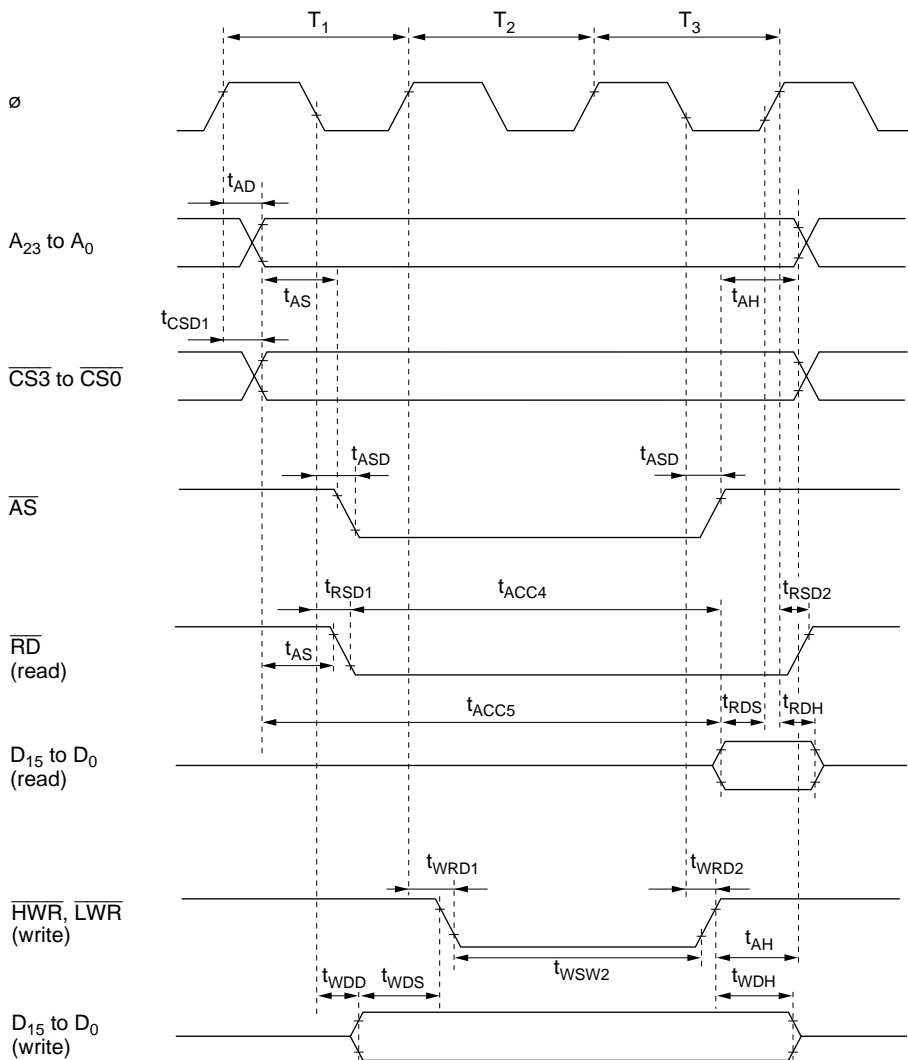 T1 T2 T3
ø
tAD
A23 to A0
tAS tAH
tCSD1
CS3 to CS0
tASD tASD
AS
tRSD1 tACC4 tRSD2
RD
(read)
tAS
tACC5 tRDS tRDH
D15 to D0
(read)
tWRD1 tWRD2
HWR, LWR
(write)
tAH
tWSW2
tWDD tWDS tWDH
D15 to D0
(write)